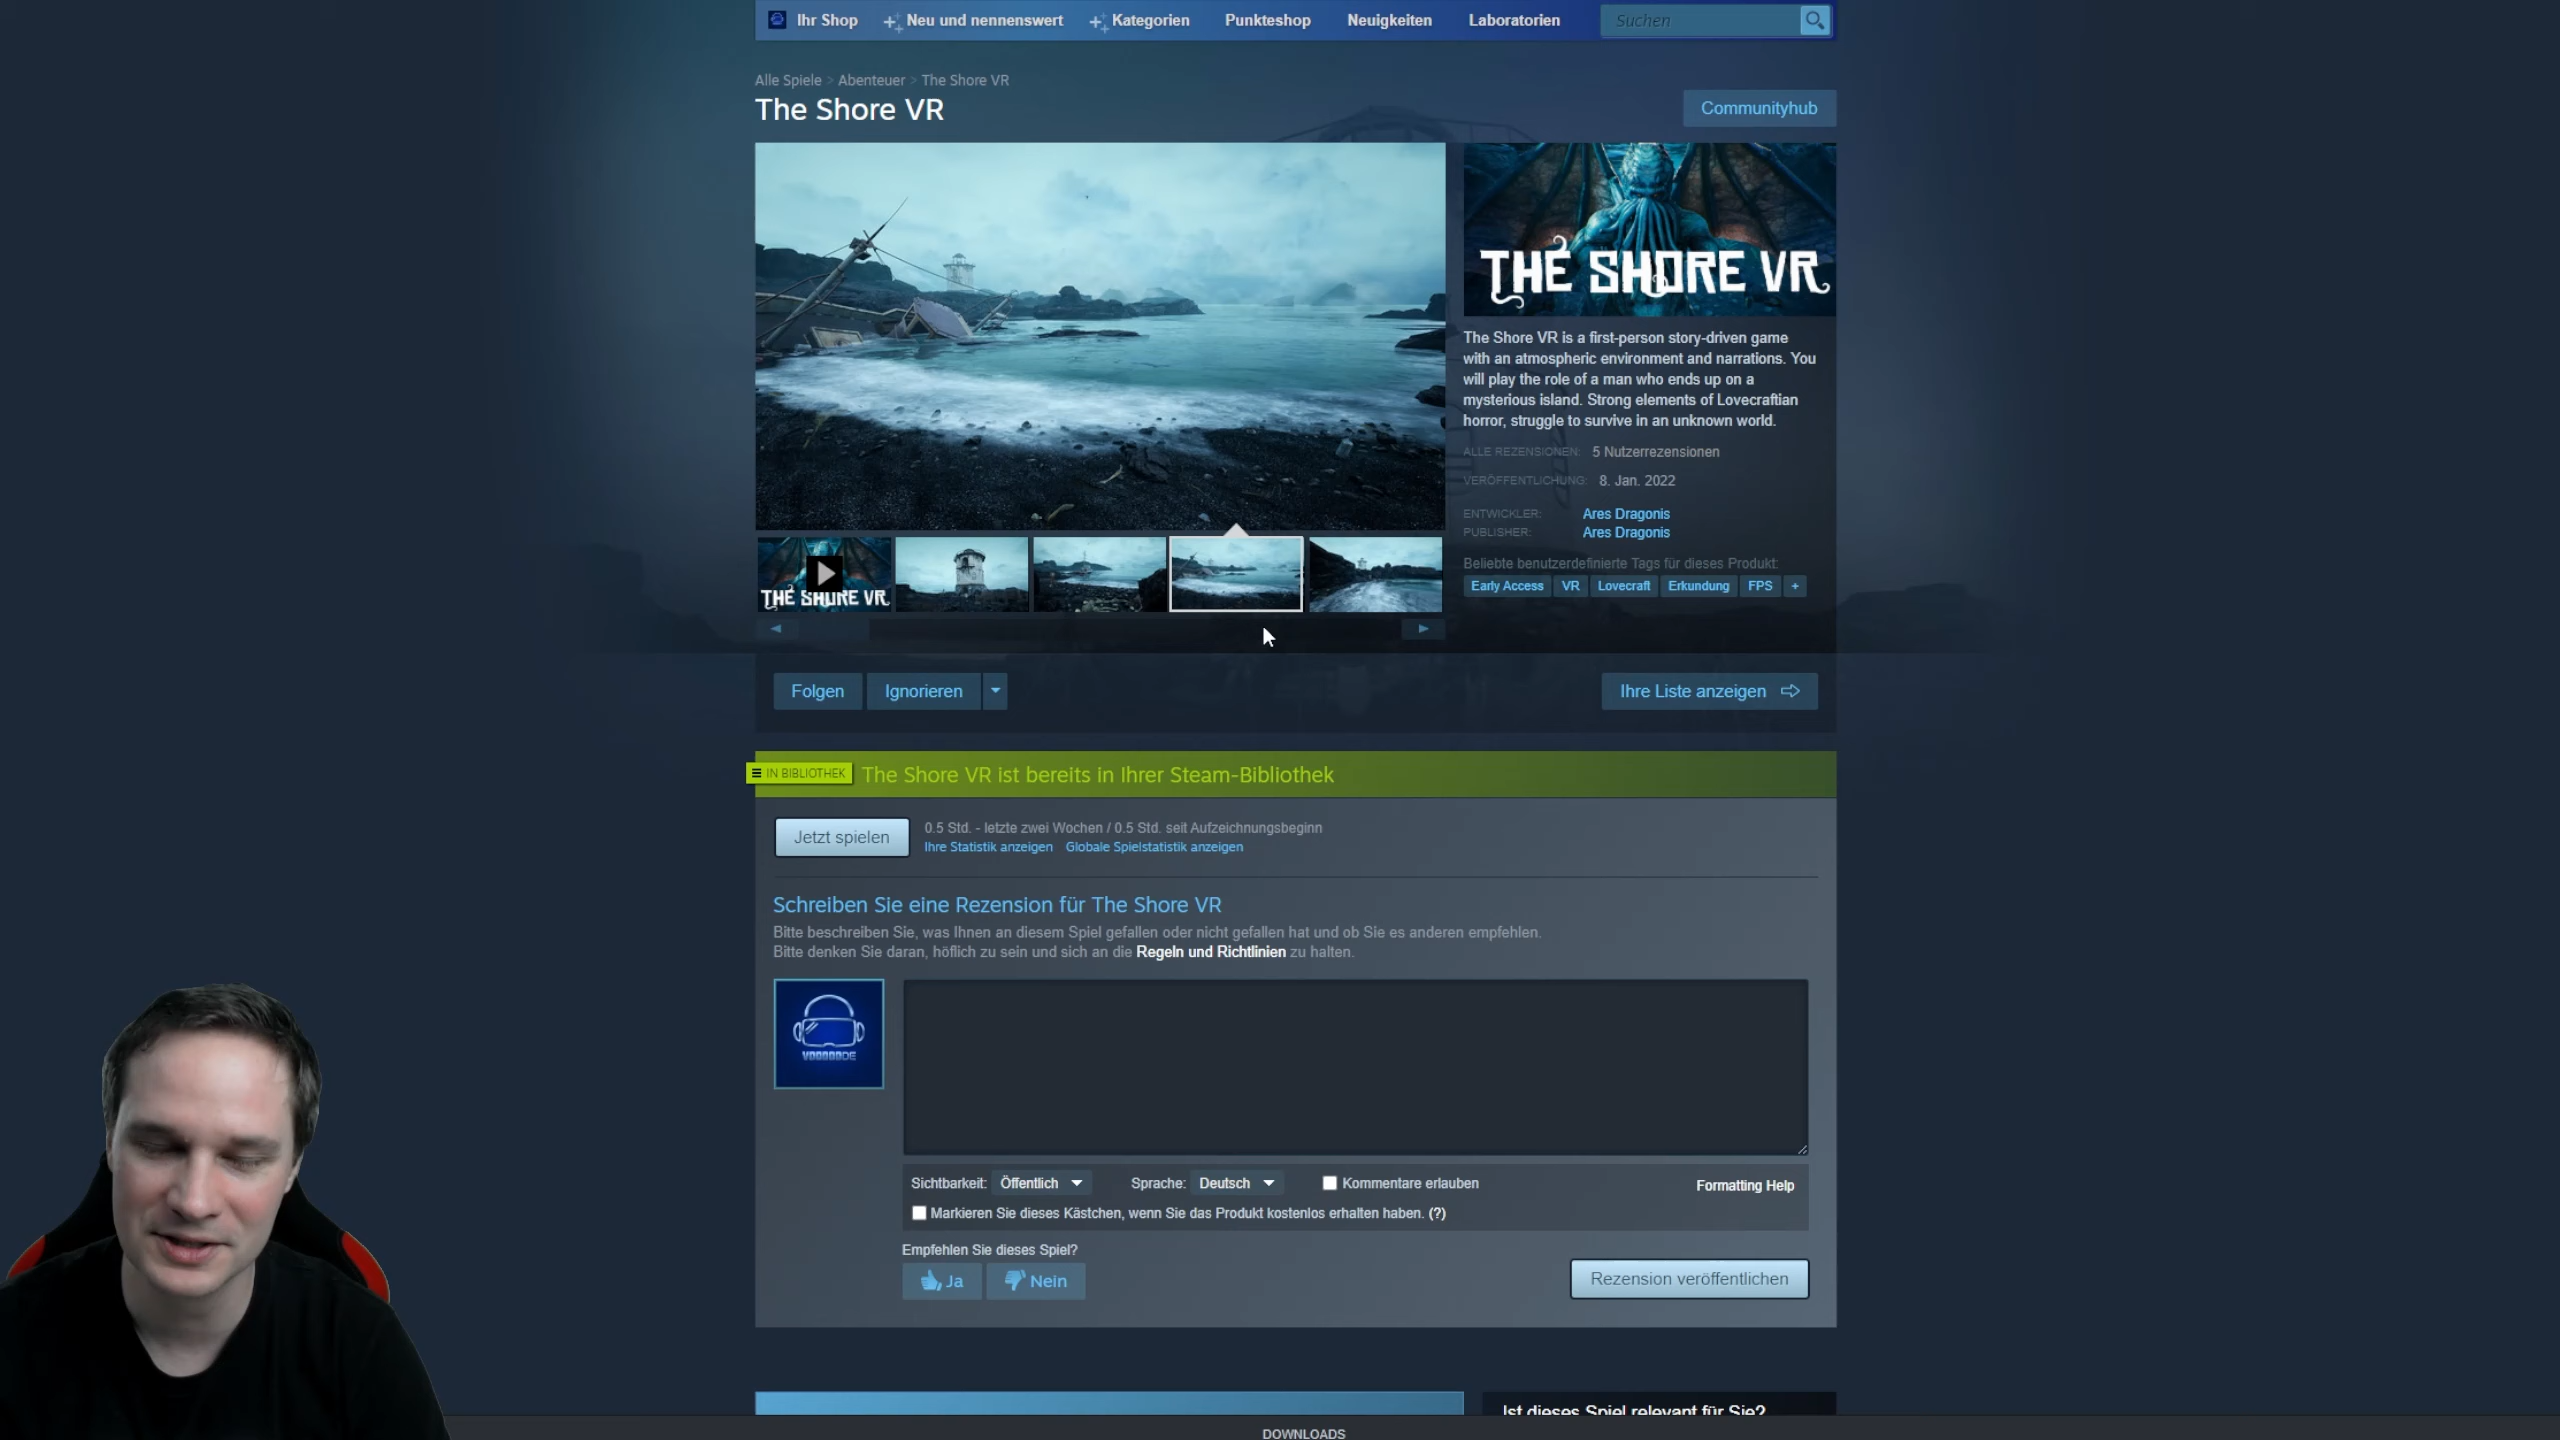 Ihr Shop
Neu und nennenswert
Kategorien
Punkteshop
Neuigkeiten
Laboratorien
Suchen
Alle Spiele > Abenteuer > The Shore VR
The Shore VR
Communityhub
THE SHORE VR
The Shore VR is a first-person story-driven game
with an atmospheric environment and narrations. You
will play the role of a man who ends up on a
mysterious island. Strong elements of Lovecraftian
horror, struggle to survive in an unknown world.
ALLE REZENSIONEN: 5 Nutzerrezensionen
VERÖFFENTLICHUNG: 8. Jan. 2022
ENTWICKLER: Ares Dragonis
PUBLISHER: Ares Dragonis
Beliebte benutzerdefinierte Tags für dieses Produkt:
Early Access VR Lovecraft Erkundung FPS +
THE SHORE VR
Folgen
Ignorieren
Ihre Liste anzeigen
IN BIBLIOTHEK
The Shore VR ist bereits in Ihrer Steam-Bibliothek
Jetzt spielen
0.5 Std. - letzte zwei Wochen / 0.5 Std. seit Aufzeichnungsbeginn
Ihre Statistik anzeigen Globale Spielstatistik anzeigen
Schreiben Sie eine Rezension für The Shore VR
Bitte beschreiben Sie, was Ihnen an diesem Spiel gefallen oder nicht gefallen hat und ob Sie es anderen empfehlen.
Bitte denken Sie daran, höflich zu sein und sich an die Regeln und Richtlinien zu halten.
VOOOOODE
Sichtbarkeit: Öffentlich
Sprache: Deutsch
Kommentare erlauben
Formatting Help
Markieren Sie dieses Kästchen, wenn Sie das Produkt kostenlos erhalten haben. (?)
Empfehlen Sie dieses Spiel?
Ja
Nein
Rezension veröffentlichen
Ist dieses Spiel relevant für Sie?
DOWNLOADS